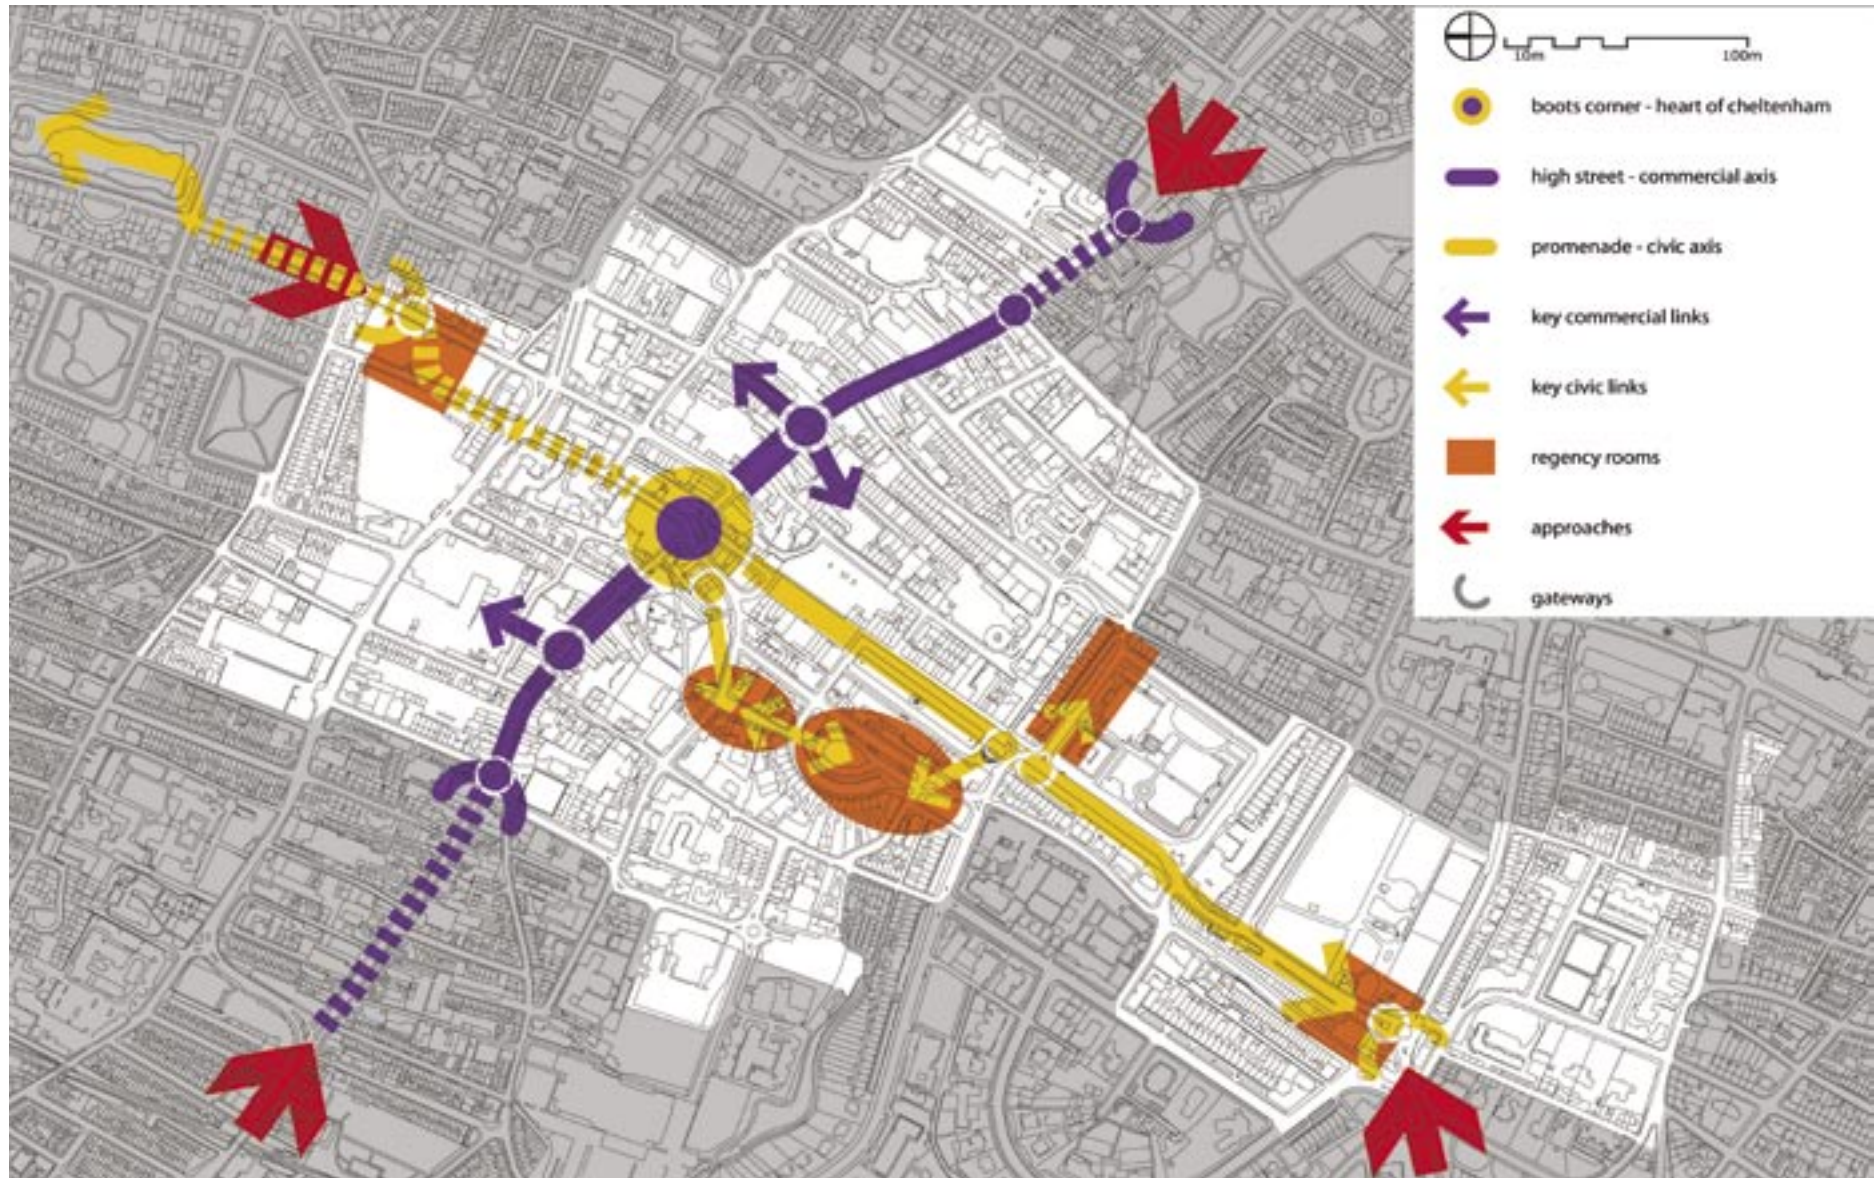 10m 100m
boots corner - heart of cheltenham
high street - commercial axis
promenade - civic axis
key commercial links
key civic links
regency rooms
approaches
gateways